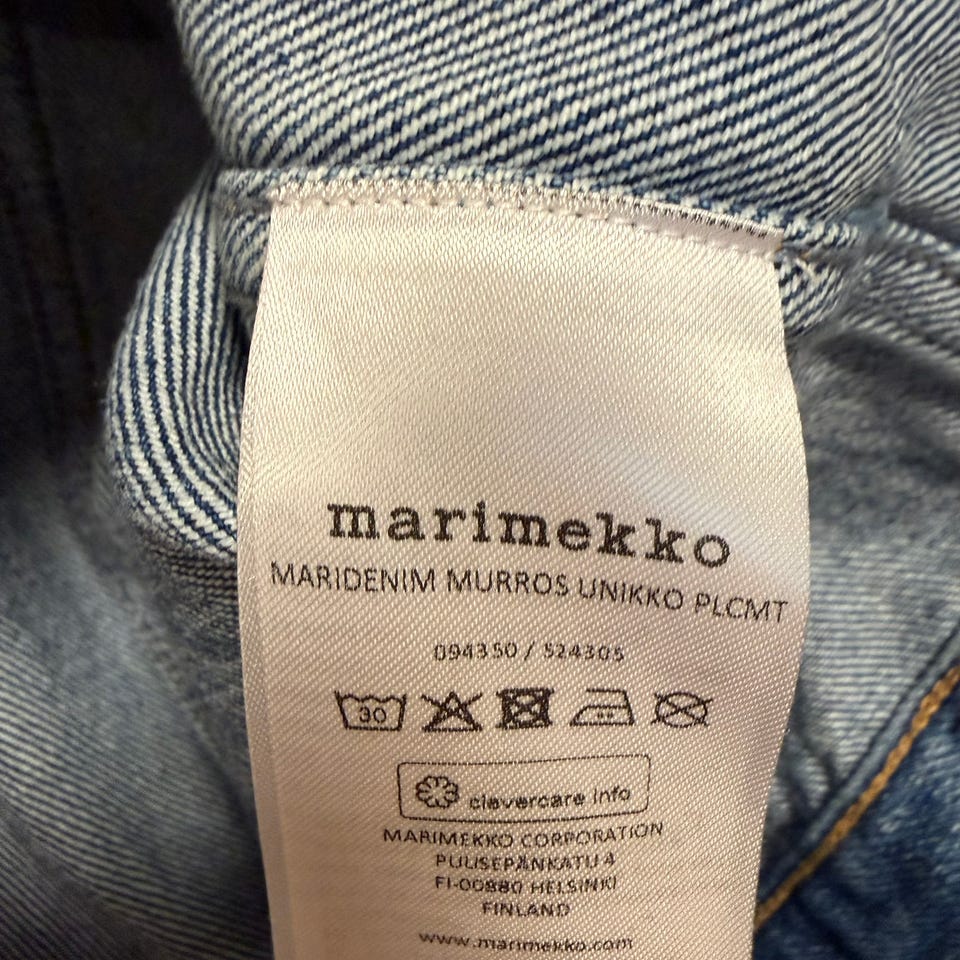 marimekko
MARIDENIM MURROS UNIKKO PLCMT
094350 / 524305
30
clevercare info
MARIMEKKO CORPORATION
PUUSEPÄNKATU 4
FI-00880 HELSINKI
FINLAND
www.marimekko.com